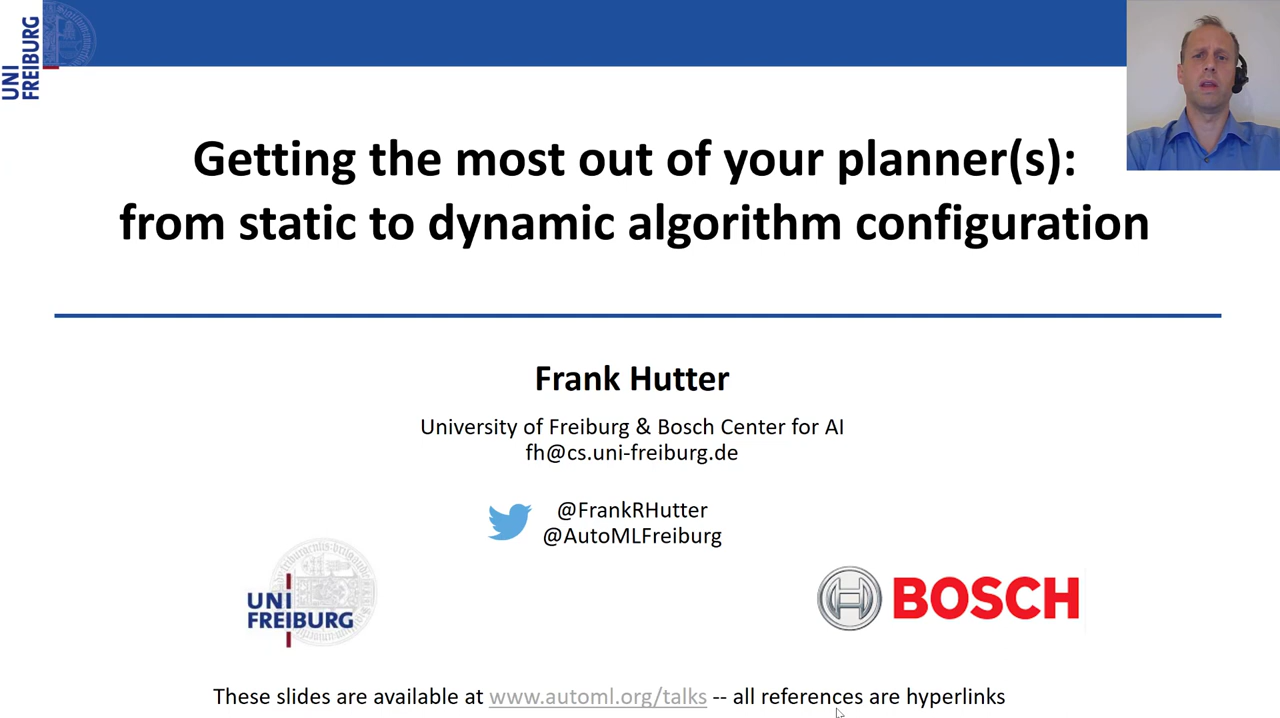 UNI
FREIBURG
Getting the most out of your planner(s):
from static to dynamic algorithm configuration
Frank Hutter
University of Freiburg & Bosch Center for AI
fh@cs.uni-freiburg.de
@FrankRHutter
@AutoMLFreiburg
UNI
FREIBURG
BOSCH
These slides are available at www.automl.org/talks -- all references are hyperlinks